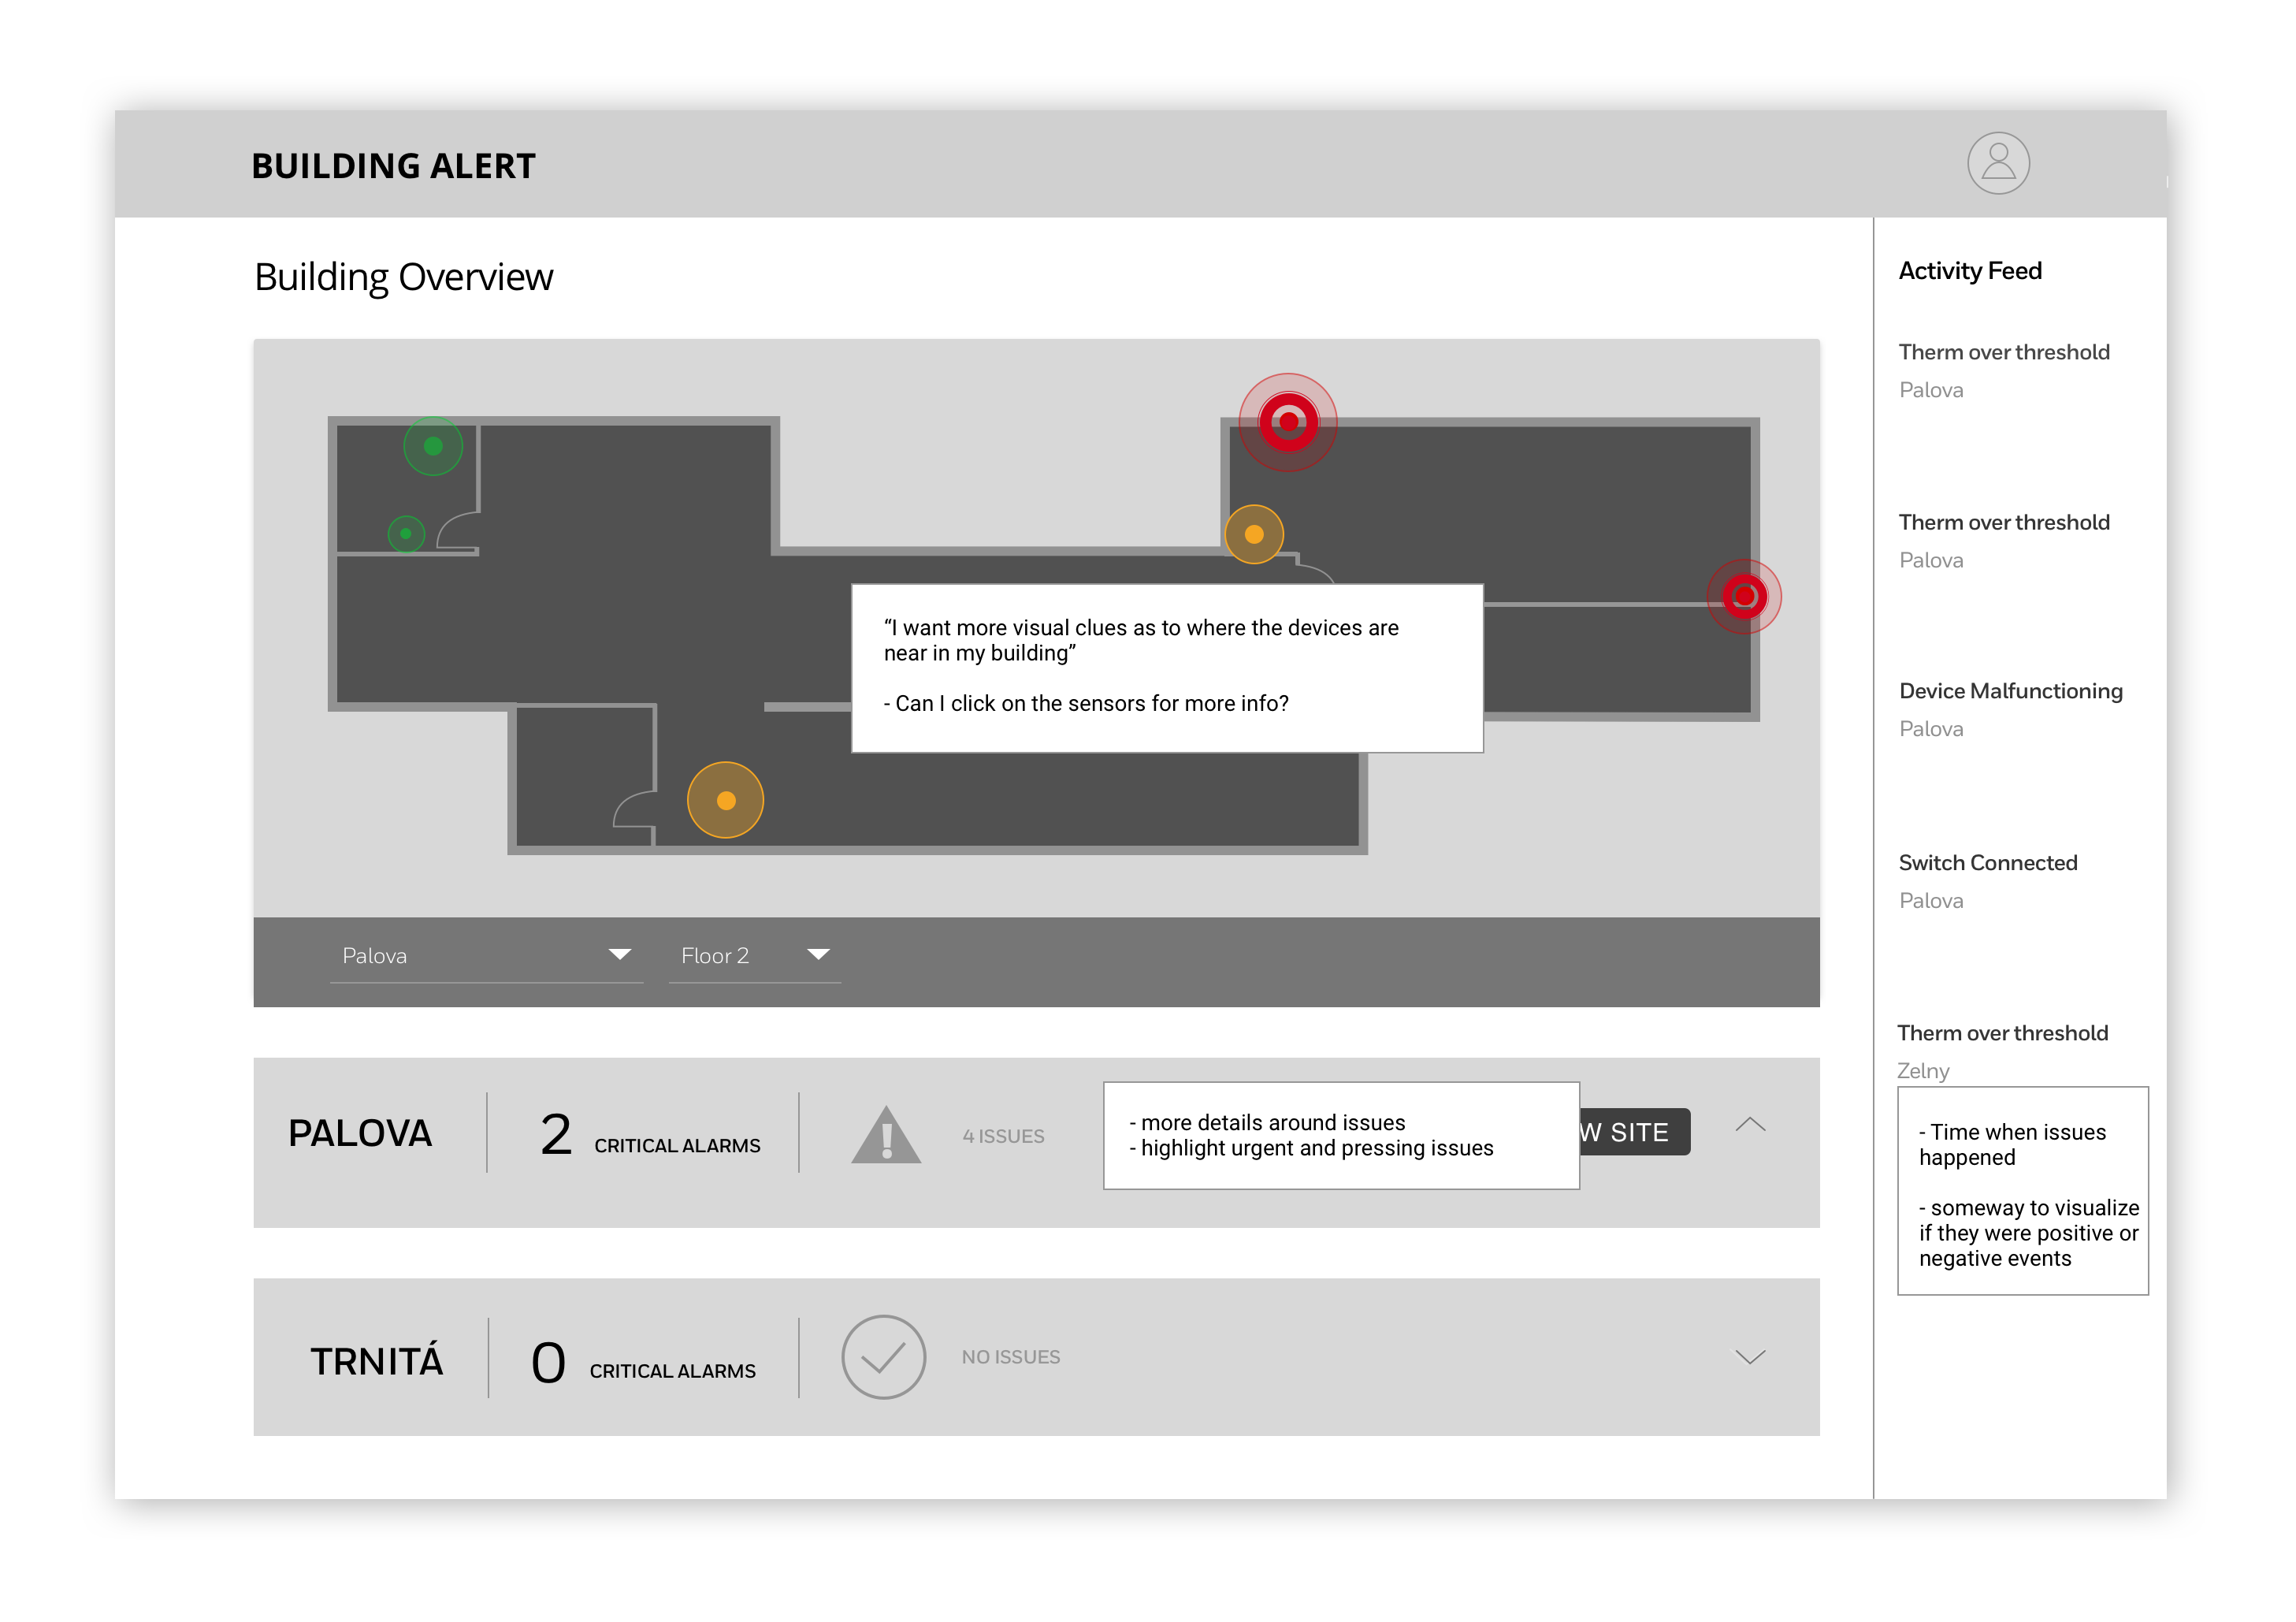 BUILDING ALERT
Building Overview
“I want more visual clues as to where the devices are
near in my building”
- Can I click on the sensors for more info?
Palova
Floor 2
PALOVA
2 CRITICAL ALARMS
4 ISSUES
- more details around issues
- highlight urgent and pressing issues
W SITE
TRNITÁ
0 CRITICAL ALARMS
NO ISSUES
Activity Feed
Therm over threshold
Palova
Therm over threshold
Palova
Device Malfunctioning
Palova
Switch Connected
Palova
Therm over threshold
Zelny
- Time when issues
happened
- someway to visualize
if they were positive or
negative events